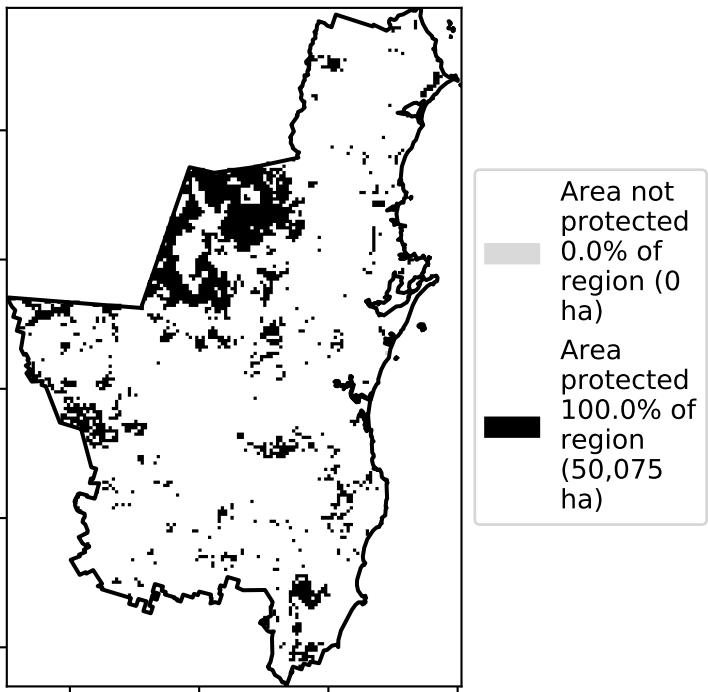 Area not
protected
0.0% of
region (0
ha)
Area
protected
100.0% of
region
(50,075
ha)